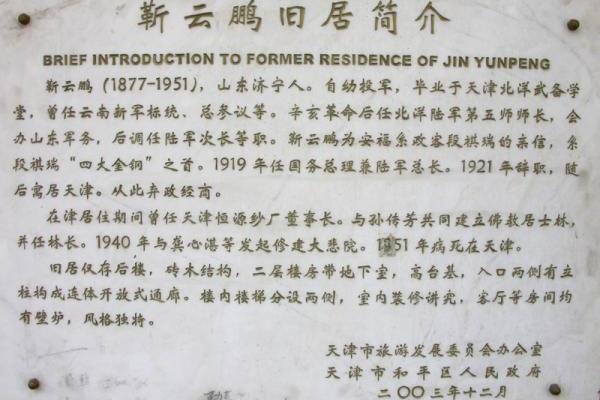 靳云鹏旧居简介
BRIEF INTRODUCTION TO FORMER RESIDENCE OF JIN YUNPENG
靳云鹏（1877-1951），山东济宁人。自幼投军，毕业于天津北洋武备学
堂，曾任云南新军标统、总参议等。辛亥革命后任北洋陆军第五师师长，会
办山东军务，后调任陆军次长等职。靳云鹏为安福系政客段祺瑞的亲信，系
段祺瑞“四大金钢”之首。1919年任国务总理兼陆军总长。1921年辞职，随
后寓居天津。从此弃政经商。
在津居住期间曾任天津恒源纱厂董事长。与孙传芳共同建立佛教居士林，
并任林长。1940年与龚心湛等发起修建大悲院。1951年病死在天津。
旧居仅存后楼，砖木结构，二层楼房带地下室，高台基，入口两侧有立
柱构成连体开放式通廊。楼内楼梯分设两侧，室内装修讲究，客厅等房间均
有壁炉，风格独特。
天津市旅游发展委员会办公室
天津市和平区人民政府
二〇〇三年十二月